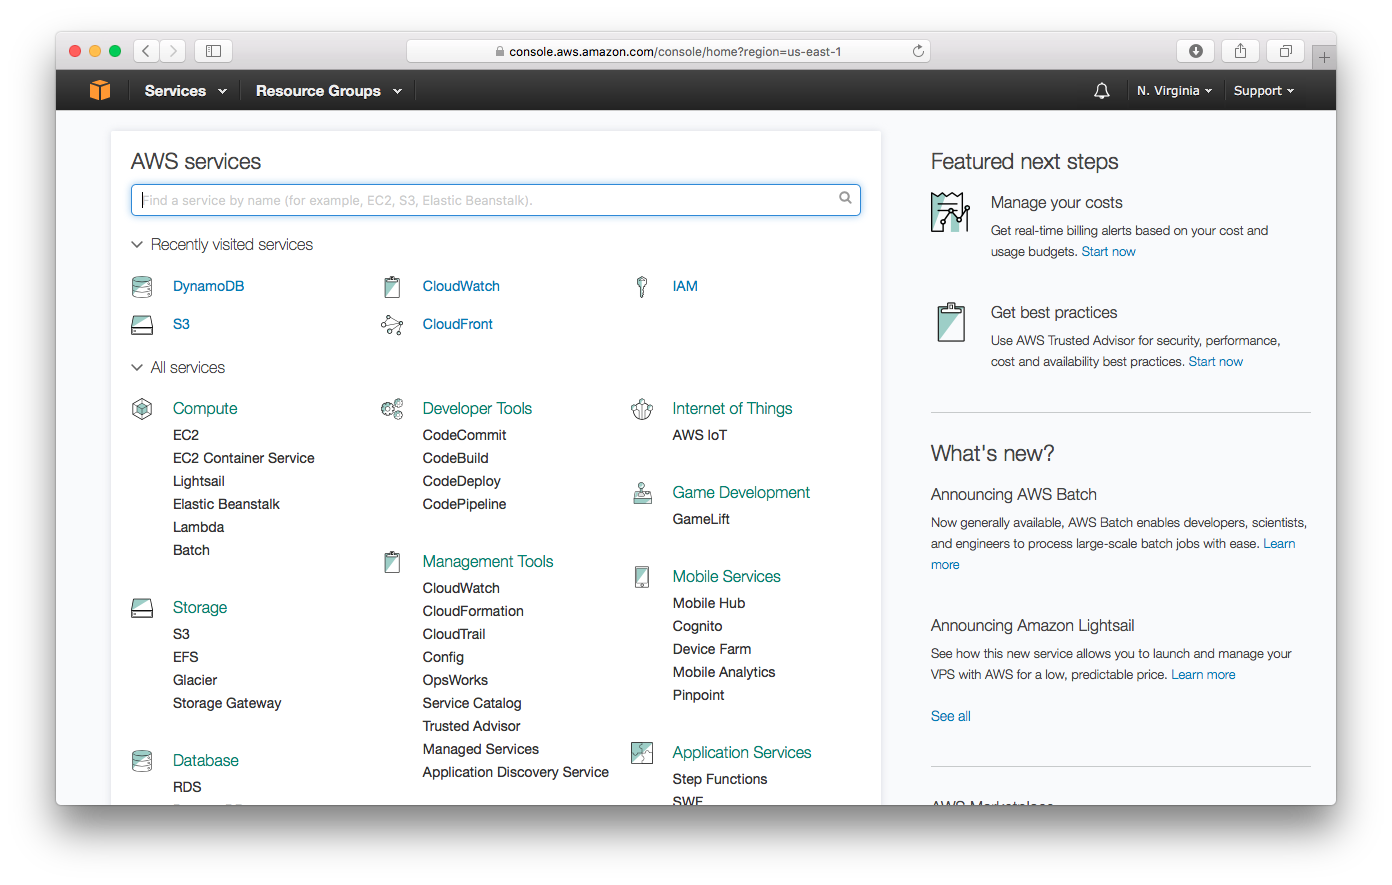 console.aws.amazon.com/console/home?region=us-east-1
Services
Resource Groups
N. Virginia
Support
AWS services
Find a service by name (for example, EC2, S3, Elastic Beanstalk).
Recently visited services
DynamoDB
CloudWatch
IAM
S3
CloudFront
All services
Compute
EC2
EC2 Container Service
Lightsail
Elastic Beanstalk
Lambda
Batch
Storage
S3
EFS
Glacier
Storage Gateway
Database
RDS
Developer Tools
CodeCommit
CodeBuild
CodeDeploy
CodePipeline
Management Tools
CloudWatch
CloudFormation
CloudTrail
Config
OpsWorks
Service Catalog
Trusted Advisor
Managed Services
Application Discovery Service
Internet of Things
AWS IoT
Game Development
GameLift
Mobile Services
Mobile Hub
Cognito
Device Farm
Mobile Analytics
Pinpoint
Application Services
Step Functions
SWF
Featured next steps
Manage your costs
Get real-time billing alerts based on your cost and
usage budgets. Start now
Get best practices
Use AWS Trusted Advisor for security, performance,
cost and availability best practices. Start now
What's new?
Announcing AWS Batch
Now generally available, AWS Batch enables developers, scientists,
and engineers to process large-scale batch jobs with ease. Learn
more
Announcing Amazon Lightsail
See how this new service allows you to launch and manage your
VPS with AWS for a low, predictable price. Learn more
See all
AWS Marketplace